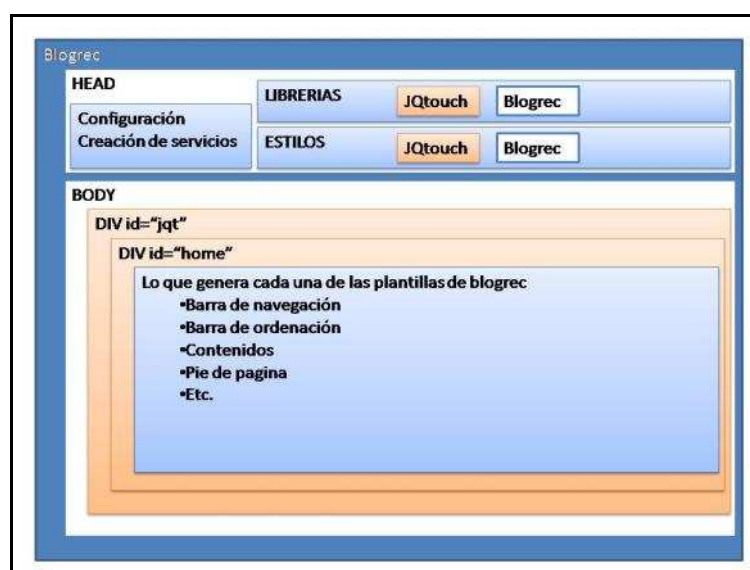 Blogrec
HEAD
Configuración
Creación de servicios
LIBRERIAS JQtouch Blogrec
ESTILOS JQtouch Blogrec
BODY
DIV id="jqt"
DIV id="home"
Lo que genera cada una de las plantillas de blogrec
•Barra de navegación
•Barra de ordenación
•Contenidos
•Pie de pagina
•Etc.